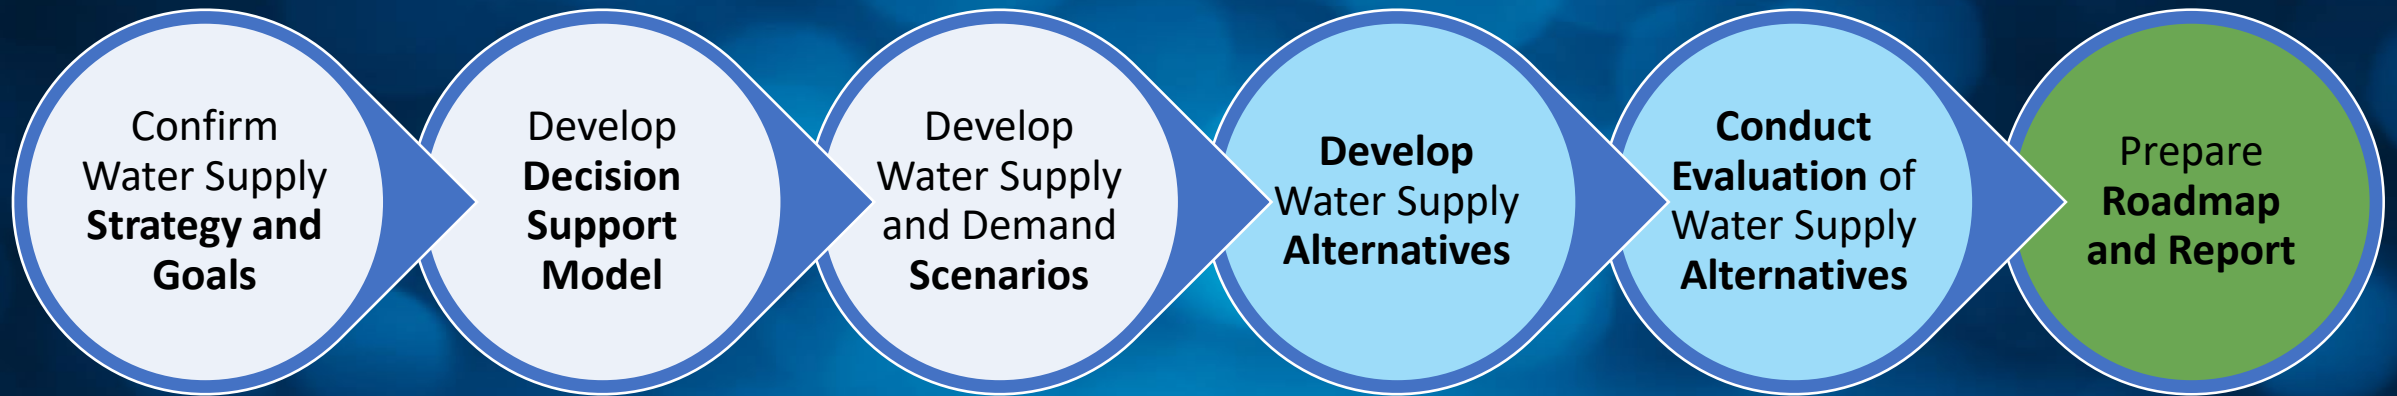 Confirm
Water Supply
Strategy and
Goals
Develop
Decision
Support
Model
Develop
Water Supply
and Demand
Scenarios
Develop
Water Supply
Alternatives
Conduct
Evaluation of
Water Supply
Alternatives
Prepare
Roadmap
and Report